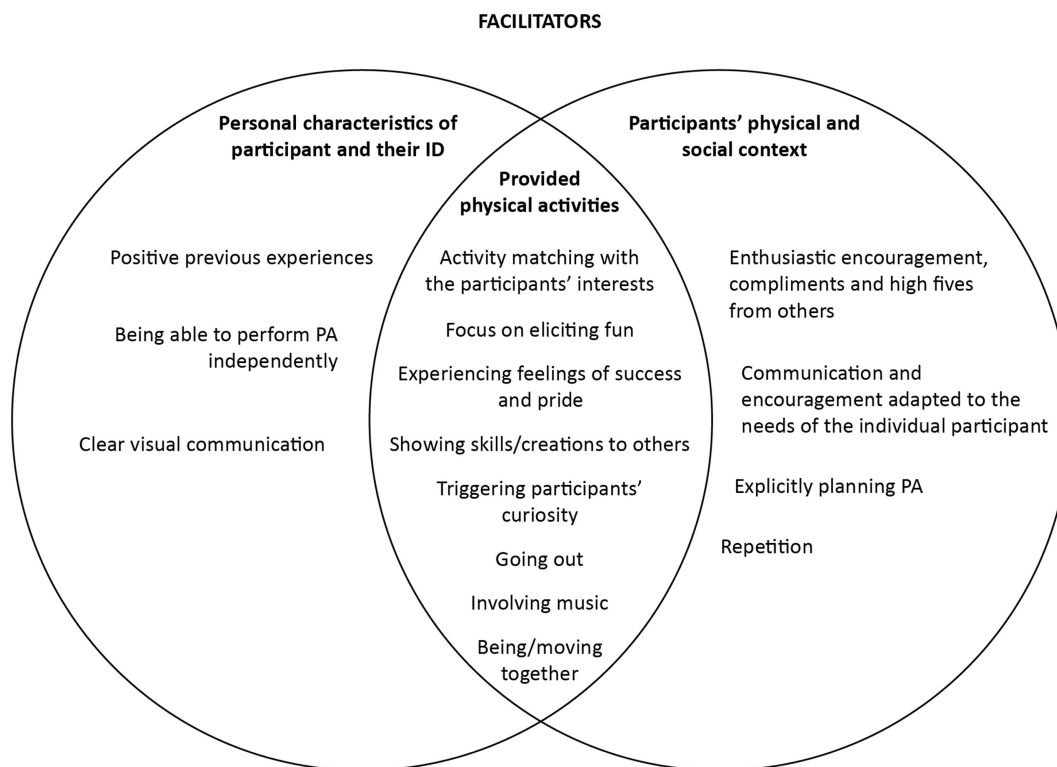 FACILITATORS
Personal characteristics of
participant and their ID
Positive previous experiences
Being able to perform PA
independently
Clear visual communication
Provided
physical activities
Activity matching with
the participants’ interests
Focus on eliciting fun
Experiencing feelings of success
and pride
Showing skills/creations to others
Triggering participants’
curiosity
Going out
Involving music
Being/moving
together
Participants’ physical and
social context
Enthusiastic encouragement,
compliments and high fives
from others
Communication and
encouragement adapted to the
needs of the individual participant
Explicitly planning PA
Repetition